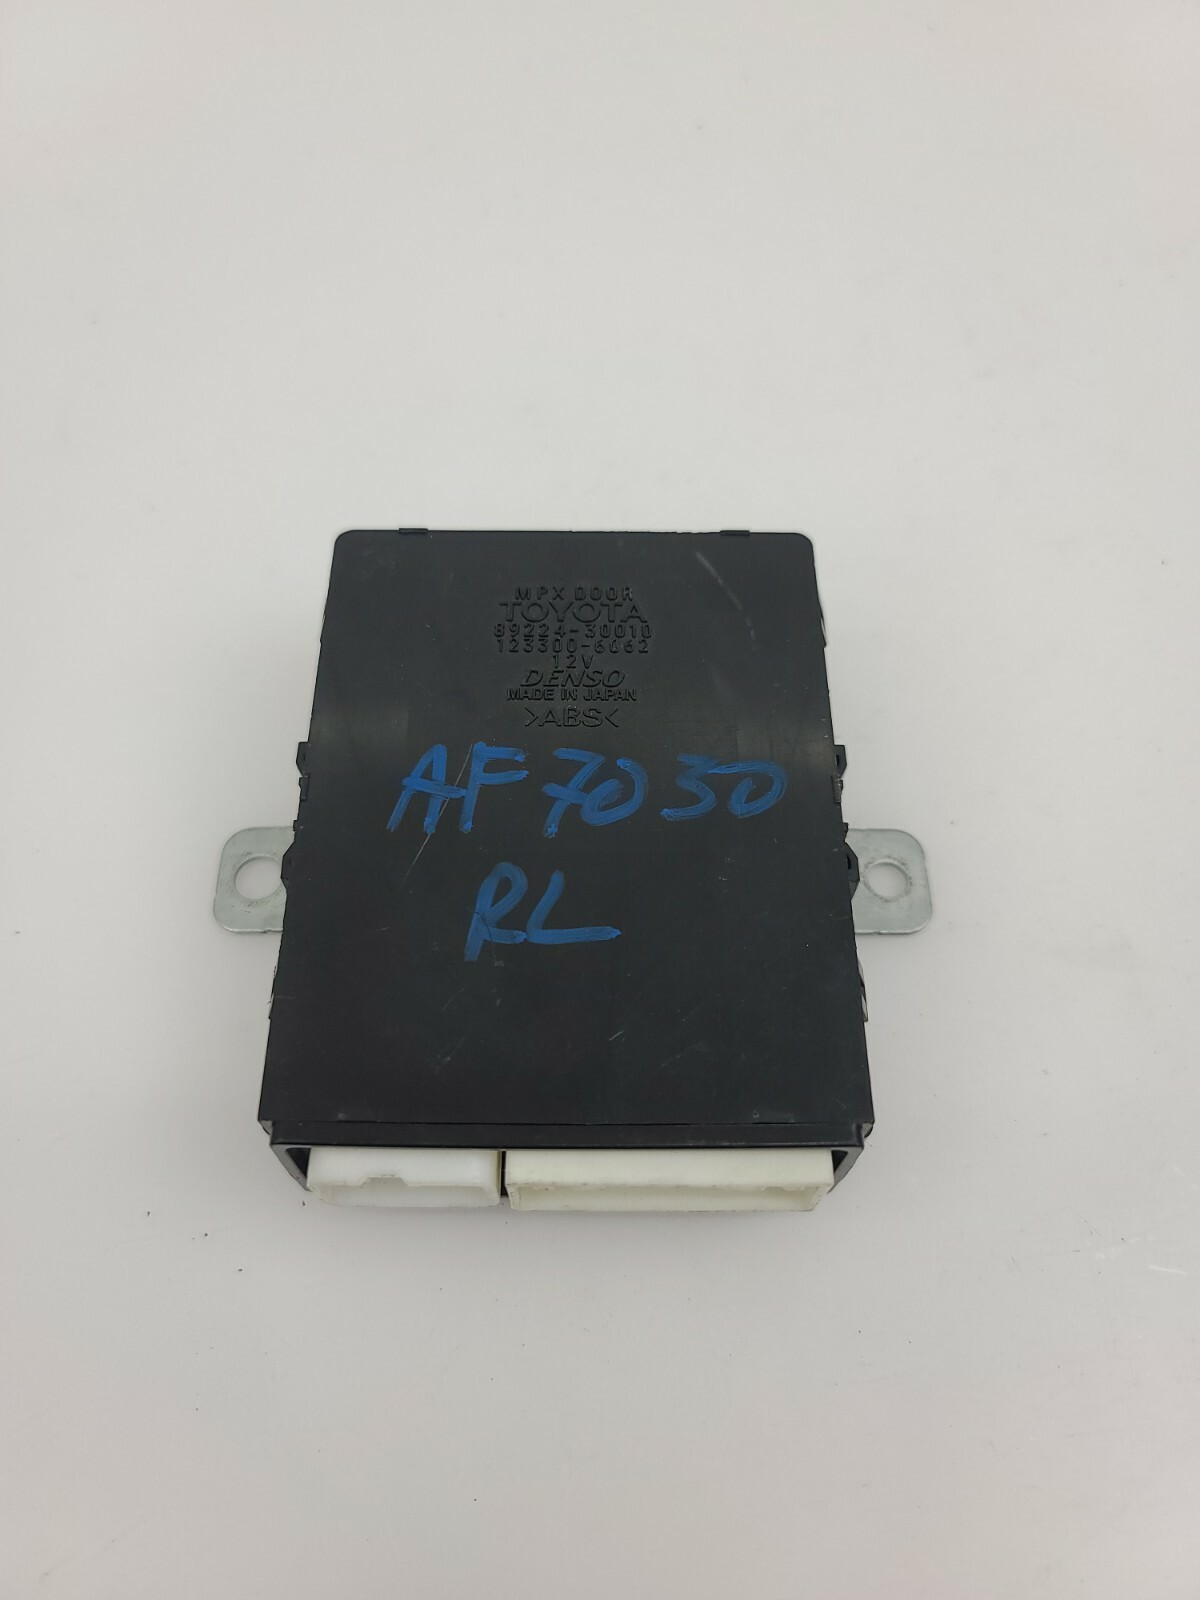 MPX DOOR
TOYOTA
89224-30010
123300-6062
12V
DENSO
MADE IN JAPAN
>ABS<
AF 7030
RL